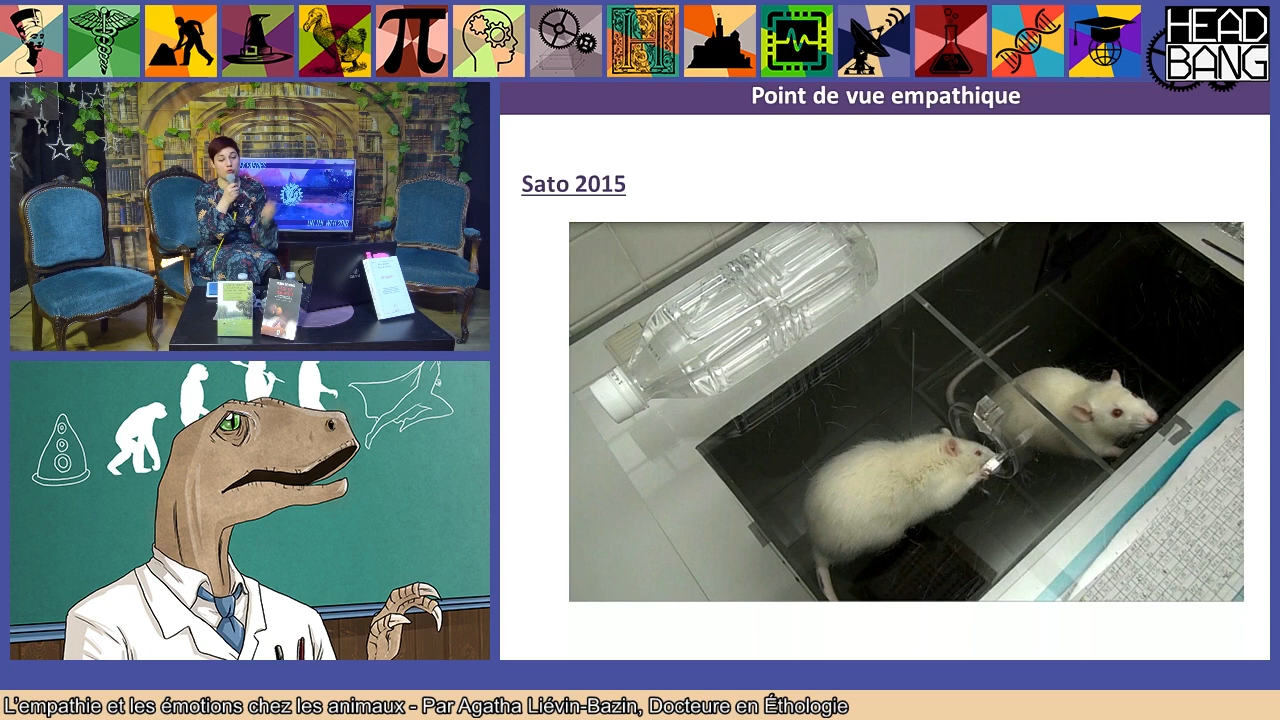 π
H
HEAD
BANG
Point de vue empathique
Sato 2015
L'empathie et les émotions chez les animaux - Par Agatha Liévin-Bazin, Docteure en Éthologie